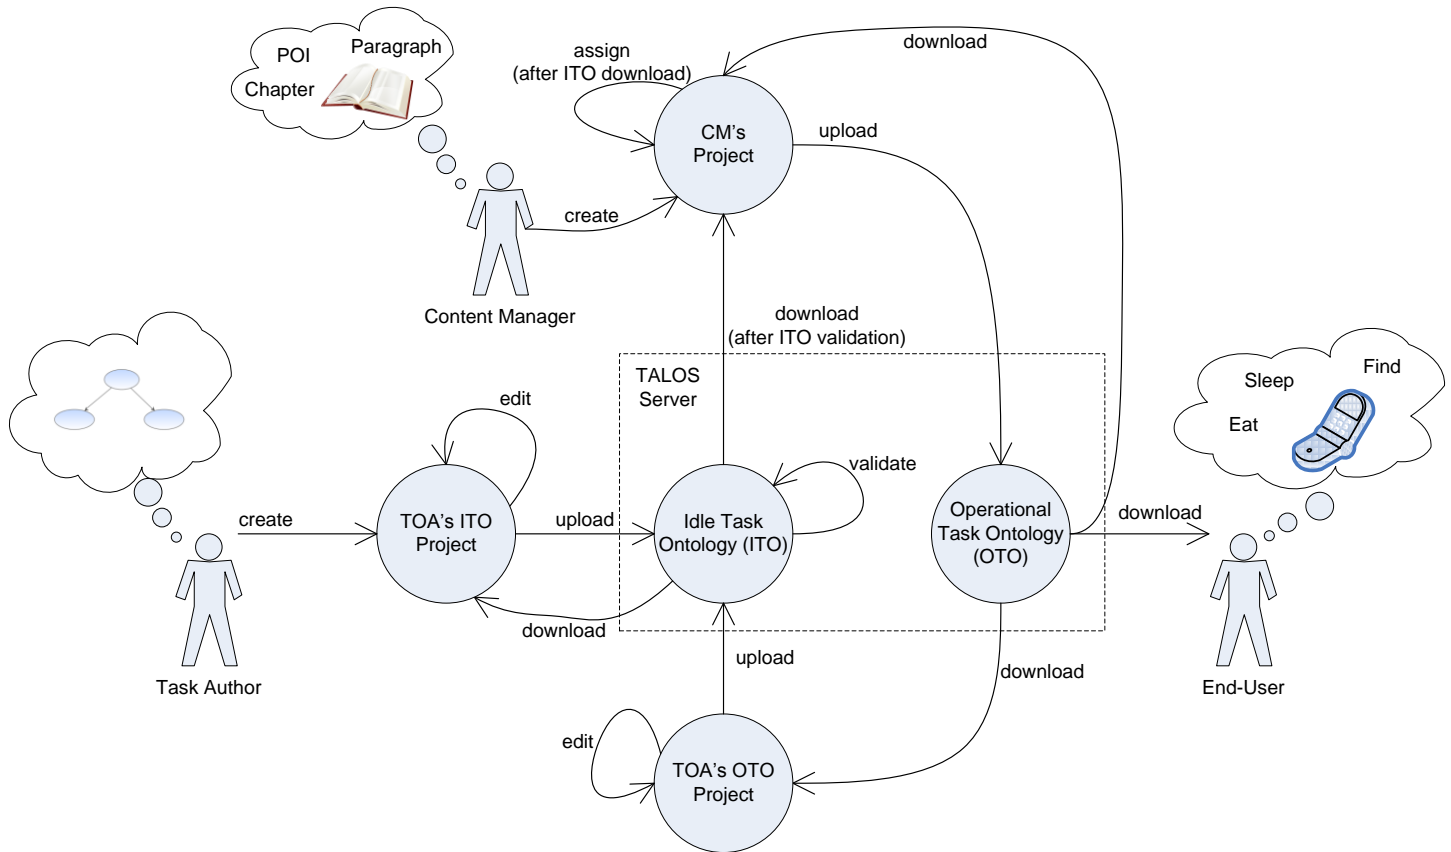 POI
Paragraph
Chapter
assign
(after ITO download)
download
CM's
Project
upload
create
Content Manager
download
(after ITO validation)
TALOS
Server
Find
Sleep
Eat
edit
validate
create
TOA's ITO
Project
upload
Idle Task
Ontology (ITO)
Operational
Task Ontology
(OTO)
download
download
upload
download
Task Author
End-User
edit
TOA's OTO
Project